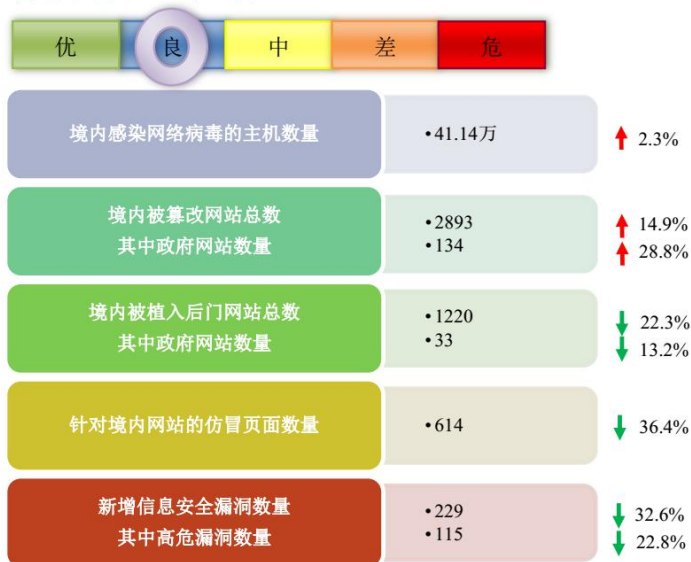 优 良 中 差 危
境内感染网络病毒的主机数量 •41.14万 2.3%
境内被篡改网站总数 •2893 14.9%
其中政府网站数量 •134 28.8%
境内被植入后门网站总数 •1220 22.3%
其中政府网站数量 •33 13.2%
针对境内网站的仿冒页面数量 •614 36.4%
新增信息安全漏洞数量 •229 32.6%
其中高危漏洞数量 •115 22.8%